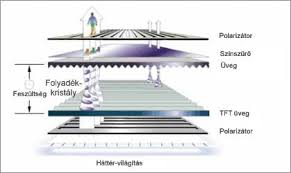 Polarizátor
Színszűrő
Üveg
Feszültség
Folyadék-
kristály
TFT üveg
Polarizátor
Háttér-világítás